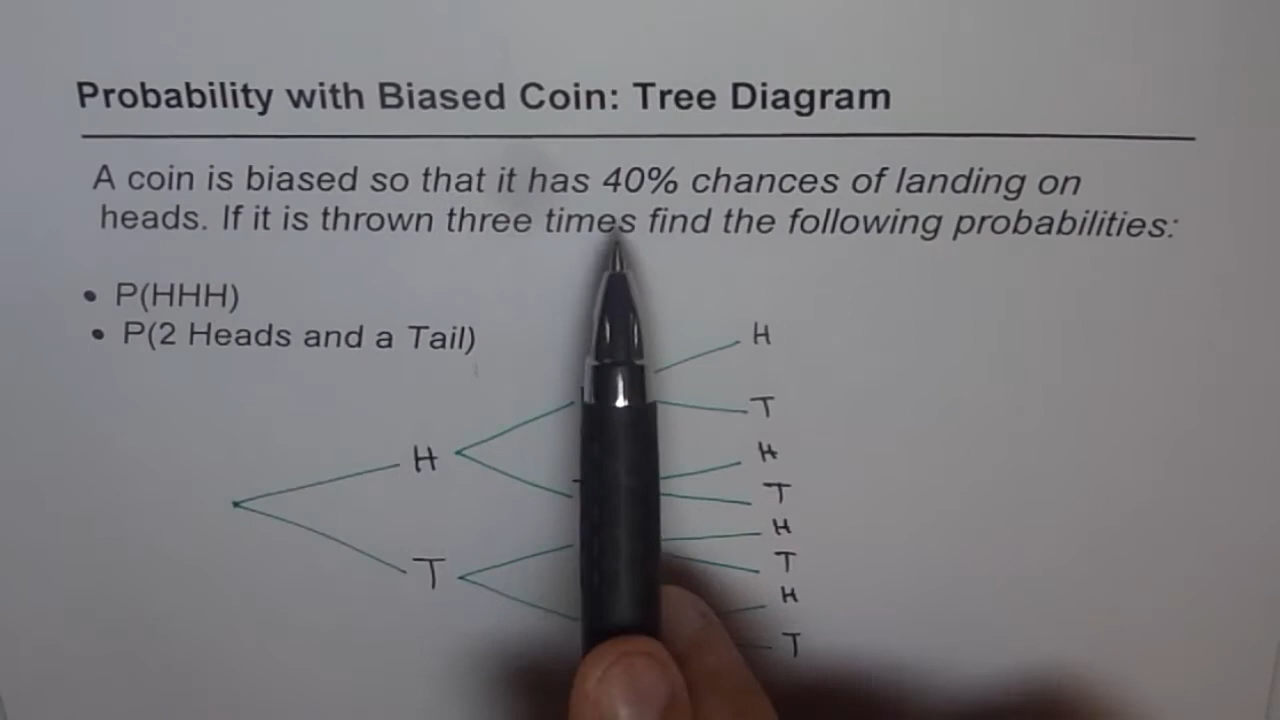 Probability with Biased Coin: Tree Diagram
A coin is biased so that it has 40% chances of landing on
heads. If it is thrown three times find the following probabilities:
• P(HHH)
• P(2 Heads and a Tail)
H
T
H
H
T
H
T
T
H
T